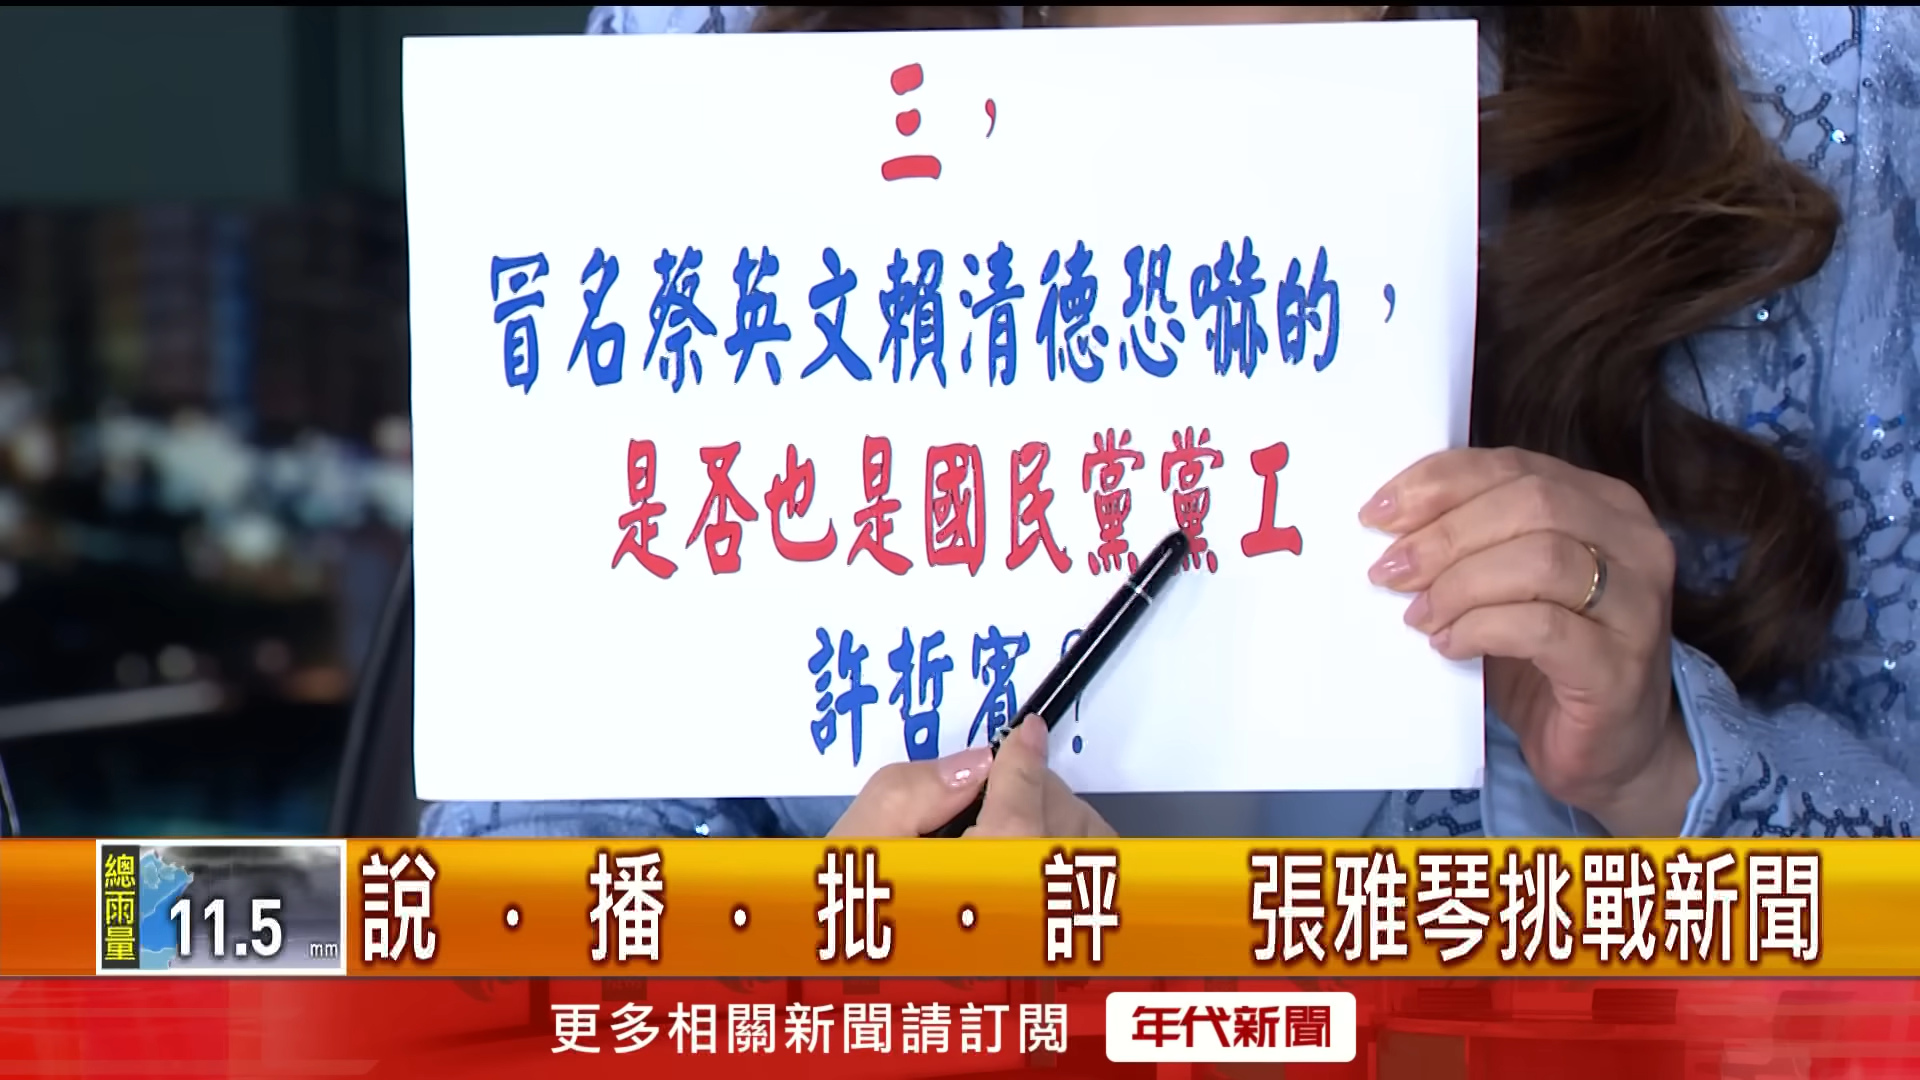 三，
冒名蔡英文賴清德恐嚇的，
是否也是國民黨黨工
許哲賓？
總雨量
11.5 mm
說．播．批．評 張雅琴挑戰新聞
更多相關新聞請訂閱 年代新聞